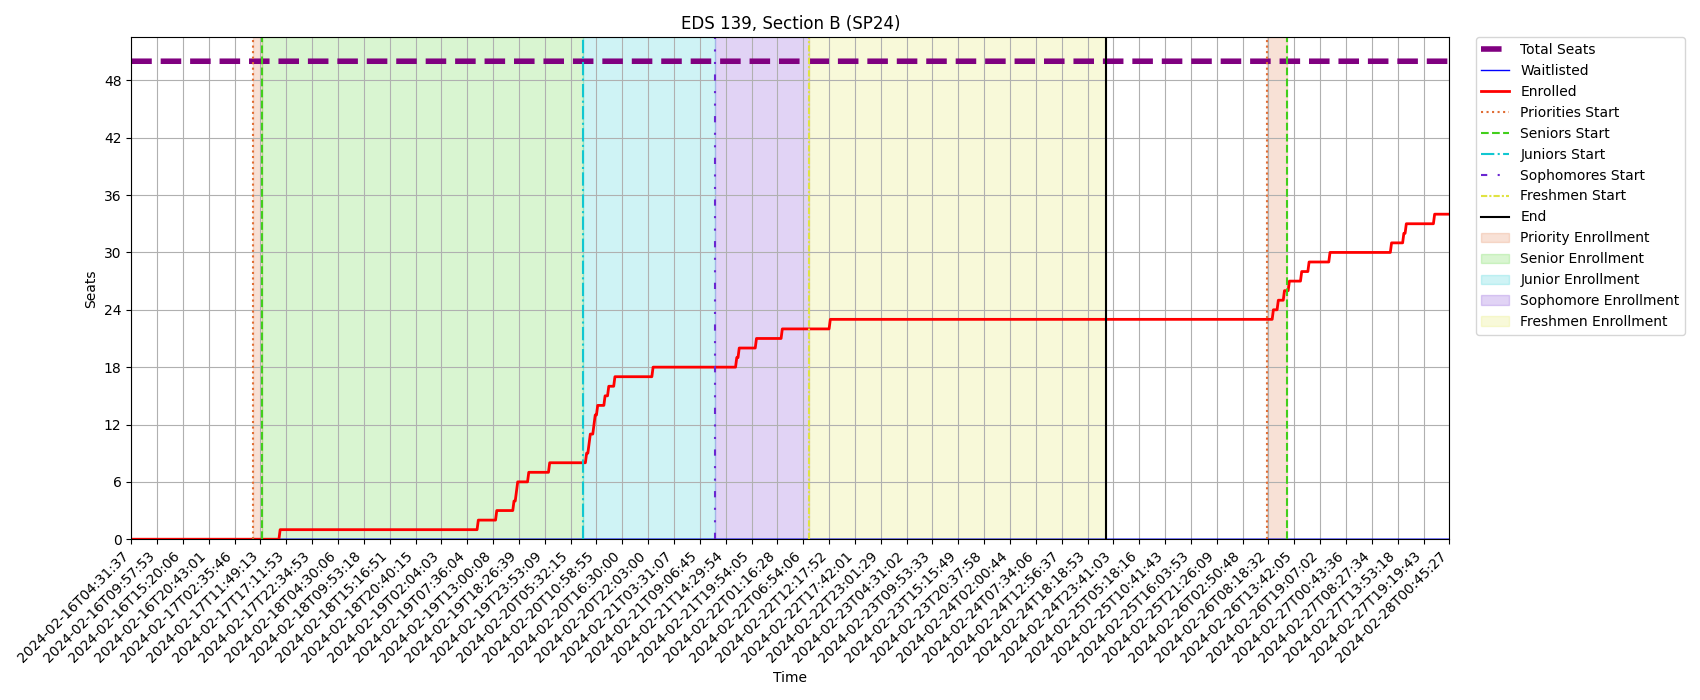 EDS 139, Section B (SP24)
Seats
48
42
36
30
24
18
12
6
0
2024-02-16T04:31:37
2024-02-16T09:57:53
2024-02-16T15:20:06
2024-02-16T20:43:01
2024-02-17T02:35:46
2024-02-17T11:49:13
2024-02-17T17:11:53
2024-02-17T22:34:53
2024-02-18T04:30:06
2024-02-18T09:53:18
2024-02-18T15:16:51
2024-02-18T20:40:15
2024-02-19T02:04:03
2024-02-19T07:36:04
2024-02-19T13:00:08
2024-02-19T18:26:39
2024-02-19T23:53:09
2024-02-20T05:32:15
2024-02-20T10:58:55
2024-02-20T16:30:00
2024-02-20T22:03:00
2024-02-21T03:31:07
2024-02-21T09:06:45
2024-02-21T14:29:54
2024-02-21T19:54:05
2024-02-22T01:16:28
2024-02-22T06:54:06
2024-02-22T12:17:52
2024-02-22T17:42:01
2024-02-22T23:01:29
2024-02-23T04:31:02
2024-02-23T09:53:33
2024-02-23T15:15:49
2024-02-23T20:37:58
2024-02-24T02:00:44
2024-02-24T07:34:06
2024-02-24T12:56:37
2024-02-24T18:18:53
2024-02-24T23:41:03
2024-02-25T05:18:16
2024-02-25T10:41:43
2024-02-25T16:03:53
2024-02-25T21:26:09
2024-02-26T02:50:48
2024-02-26T08:18:32
2024-02-26T13:42:05
2024-02-26T19:07:02
2024-02-27T00:43:36
2024-02-27T08:27:34
2024-02-27T13:53:18
2024-02-27T19:19:43
2024-02-28T00:45:27
Time
Total Seats
Waitlisted
Enrolled
Priorities Start
Seniors Start
Juniors Start
Sophomores Start
Freshmen Start
End
Priority Enrollment
Senior Enrollment
Junior Enrollment
Sophomore Enrollment
Freshmen Enrollment